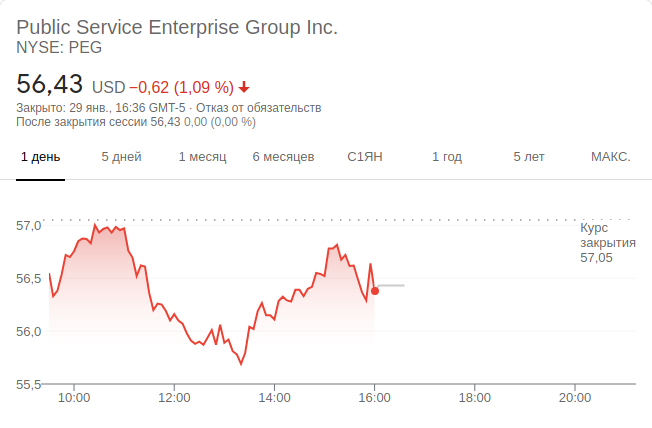 Public Service Enterprise Group Inc.
NYSE: PEG
56,43 USD −0,62 (1,09 %)
Закрыто: 29 янв., 16:36 GMT-5 · Отказ от обязательств
После закрытия сессии 56,43 0,00 (0,00 %)
1 день 5 дней 1 месяц 6 месяцев С1ЯН 1 год 5 лет МАКС.
57,0
Курс
закрытия
57,05
56,5
56,0
55,5
10:00 12:00 14:00 16:00 18:00 20:00